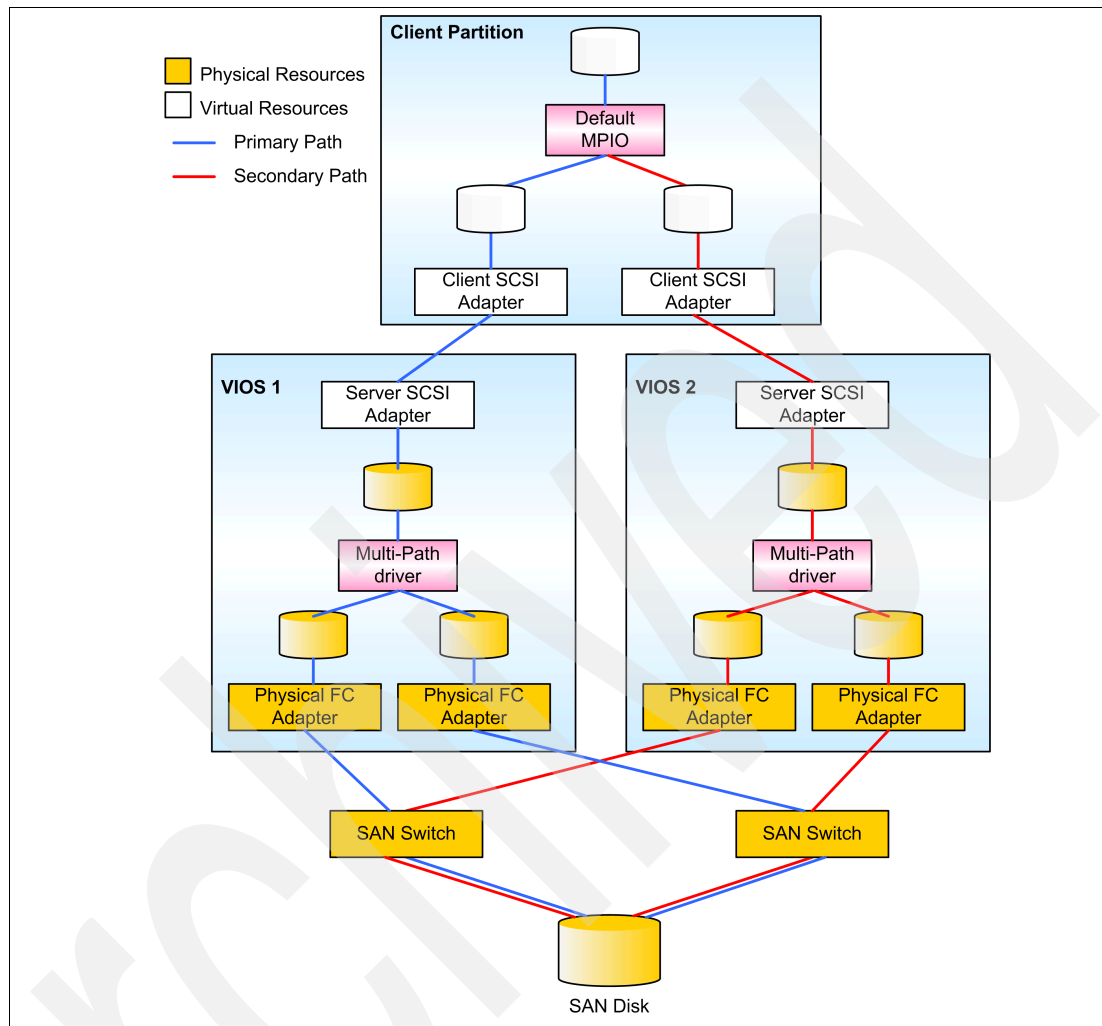 Client Partition
Physical Resources
Virtual Resources
Primary Path
Secondary Path
Default
MPIO
Client SCSI
Adapter
Client SCSI
Adapter
VIOS 1
Server SCSI
Adapter
Multi-Path
driver
Physical FC
Adapter
Physical FC
Adapter
VIOS 2
Server SCSI
Adapter
Multi-Path
driver
Physical FC
Adapter
Physical FC
Adapter
SAN Switch
SAN Switch
SAN Disk
rchived